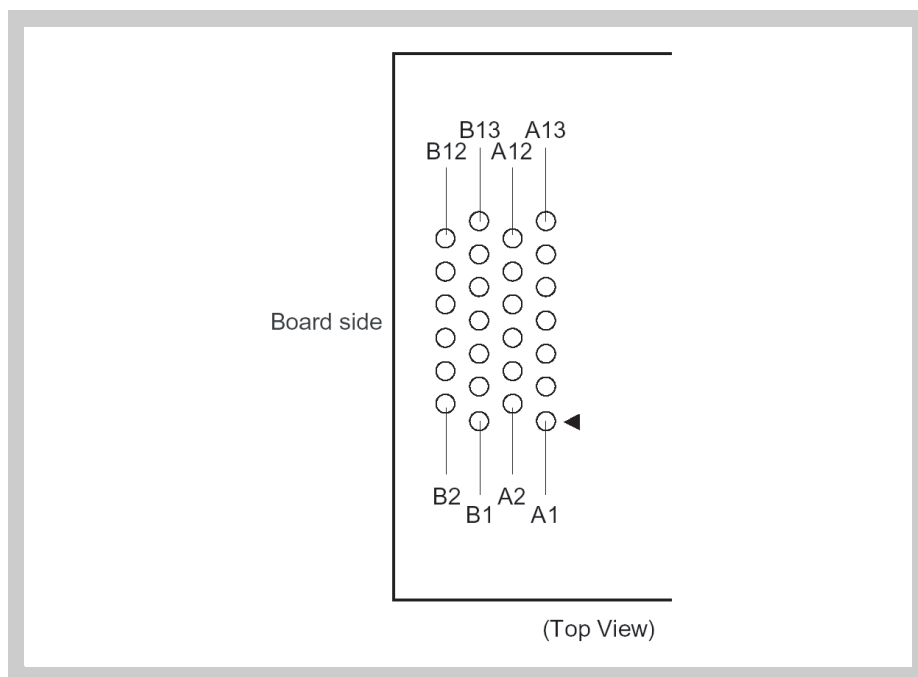 B13 A13
B12 A12
Board side
B2 A2
B1 A1
(Top View)